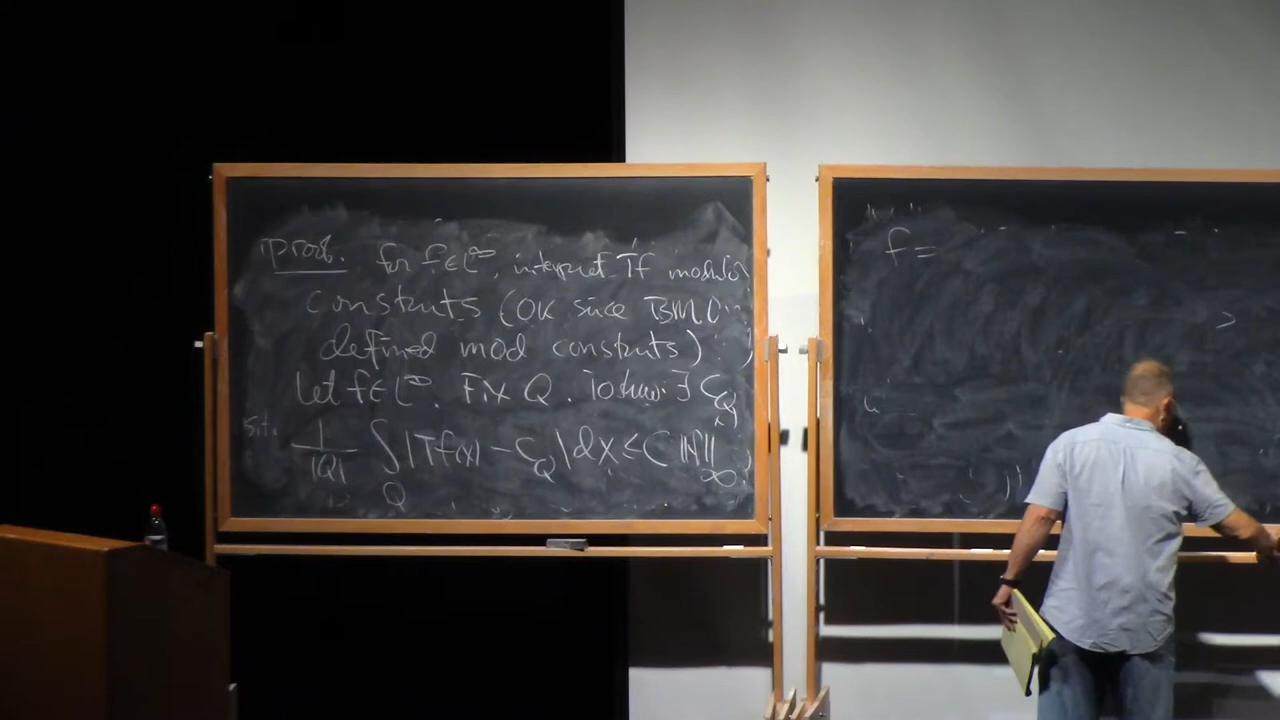 proof. for f ∈ L^∞, interpret Tf modulo
constants (OK since BMO
defined mod constants)
Let f ∈ L^∞. Fix Q. To show: ∃ C_Q
s.t. 1/|Q| ∫_Q |Tf(x) - C_Q| dx ≤ C ‖f‖_∞
f =